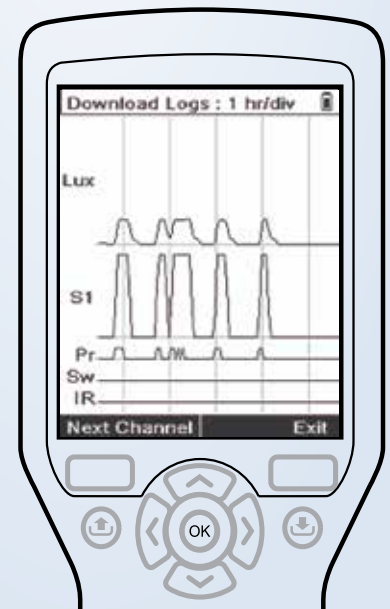 Download Logs : 1 hr/div
Lux
S1
Pr
Sw
IR
Next Channel Exit
OK